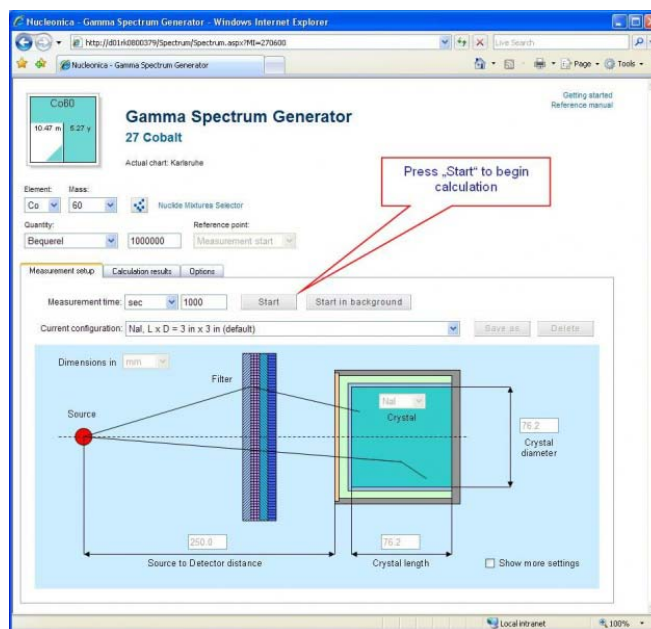 Nucleonica - Gamma Spectrum Generator - Windows Internet Explorer
http://d01rk0800379/Spectrum/Spectrum.aspx?MI=270600
Live Search
Nucleonica - Gamma Spectrum Generator
Page
Tools
Getting started
Reference manual
Co60
10.47 m
5.27 y
Gamma Spectrum Generator
27 Cobalt
Actual chart: Karlsruhe
Press „Start“ to begin
calculation
Element:
Mass:
Co
60
Nuclide Mixtures Selector
Quantity:
Reference point:
Bequerel
1000000
Measurement start
Measurement setup
Calculation results
Options
Measurement time:
sec
1000
Start
Start in background
Current configuration:
NaI, L x D = 3 in x 3 in (default)
Save as
Delete
Dimensions in
mm
Filter
Source
NaI
Crystal
76.2
Crystal
diameter
250.0
76.2
Source to Detector distance
Crystal length
Show more settings
Local intranet
100%